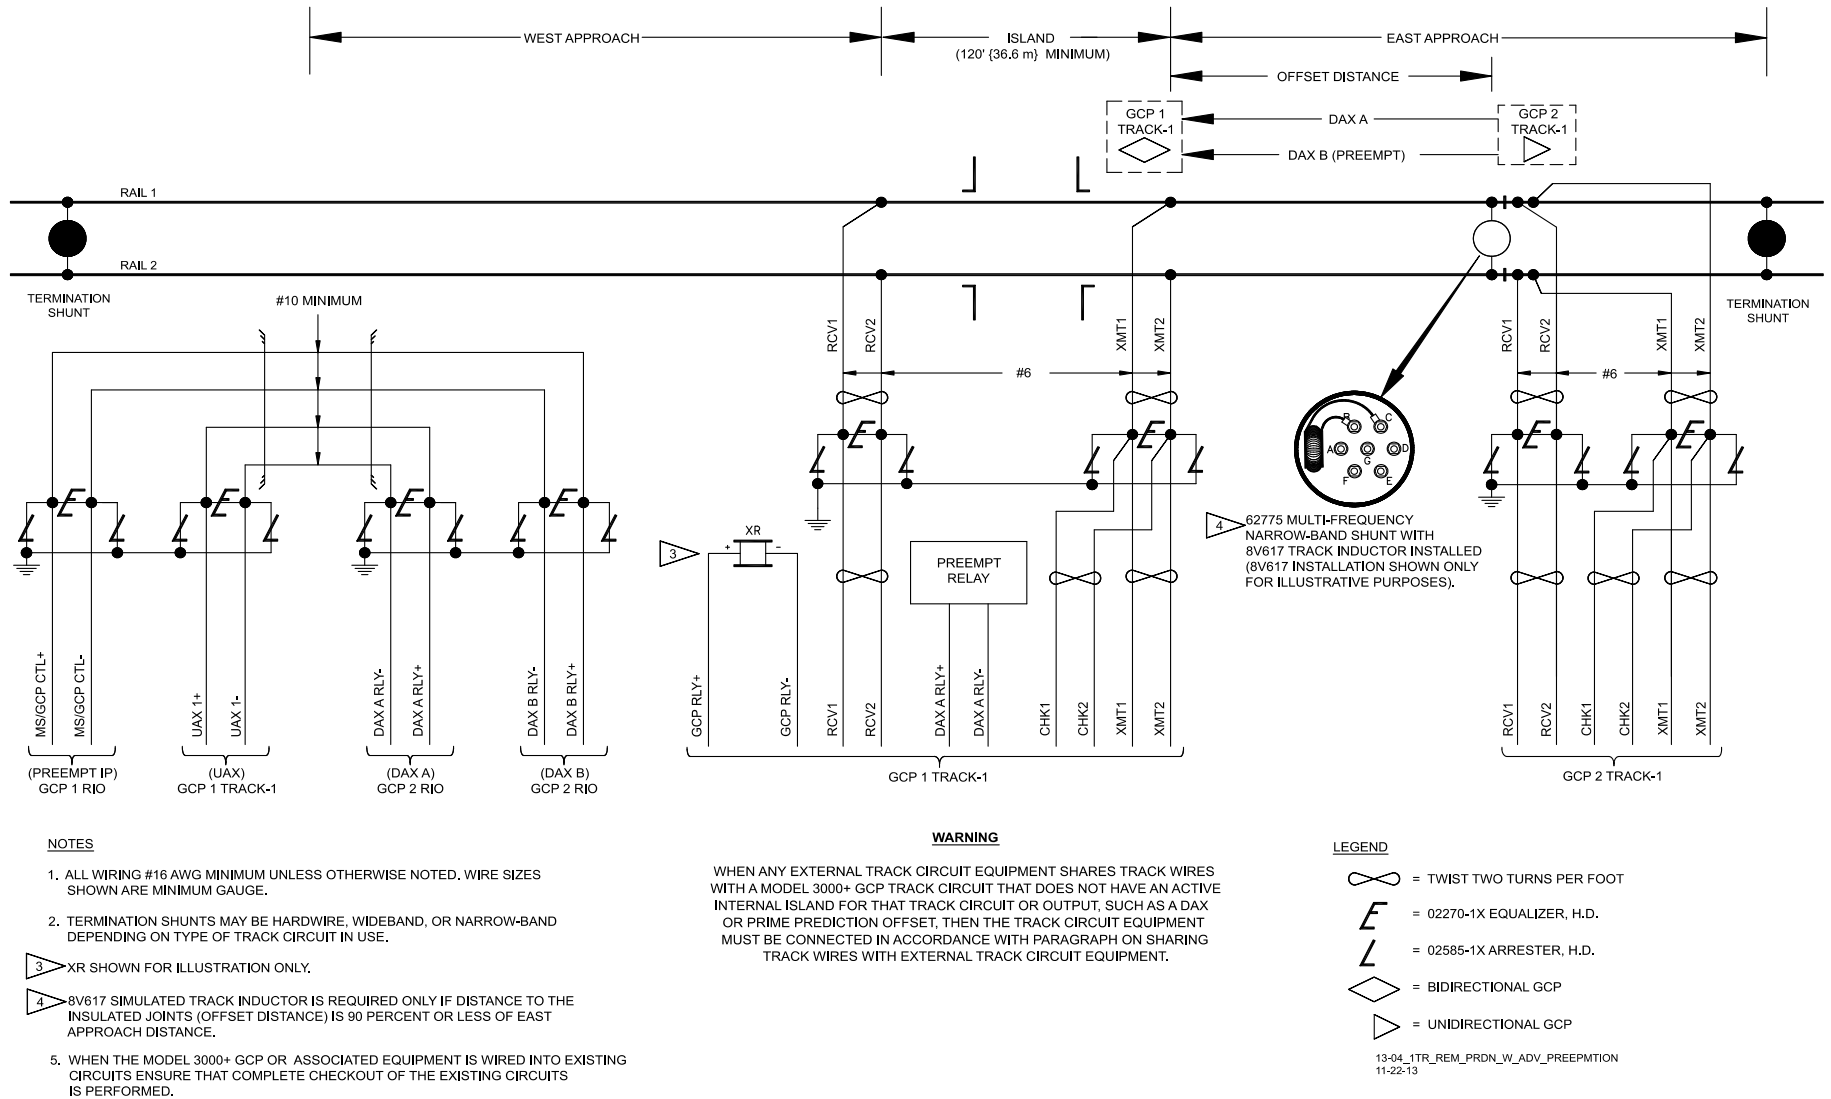 WEST APPROACH
ISLAND
(120' {36.6 m} MINIMUM)
EAST APPROACH
OFFSET DISTANCE
GCP 1
TRACK-1
DAX A
DAX B (PREEMPT)
GCP 2
TRACK-1
RAIL 1
RAIL 2
TERMINATION
SHUNT
#10 MINIMUM
TERMINATION
SHUNT
RCV1
RCV2
XMT1
XMT2
RCV1
RCV2
XMT1
XMT2
#6
#6
B
C
A
G
D
F
E
4
62775 MULTI-FREQUENCY
NARROW-BAND SHUNT WITH
8V617 TRACK INDUCTOR INSTALLED
(8V617 INSTALLATION SHOWN ONLY
FOR ILLUSTRATIVE PURPOSES).
3
XR
+
-
PREEMPT
RELAY
MS/GCP CTL+
MS/GCP CTL-
UAX 1+
UAX 1-
DAX A RLY-
DAX A RLY+
DAX B RLY-
DAX B RLY+
GCP RLY+
GCP RLY-
RCV1
RCV2
DAX A RLY+
DAX A RLY-
CHK1
CHK2
XMT1
XMT2
RCV1
RCV2
CHK1
CHK2
XMT1
XMT2
(PREEMPT IP)
GCP 1 RIO
(UAX)
GCP 1 TRACK-1
(DAX A)
GCP 2 RIO
(DAX B)
GCP 2 RIO
GCP 1 TRACK-1
GCP 2 TRACK-1
NOTES
1. ALL WIRING #16 AWG MINIMUM UNLESS OTHERWISE NOTED. WIRE SIZES
SHOWN ARE MINIMUM GAUGE.
2. TERMINATION SHUNTS MAY BE HARDWIRE, WIDEBAND, OR NARROW-BAND
DEPENDING ON TYPE OF TRACK CIRCUIT IN USE.
3 XR SHOWN FOR ILLUSTRATION ONLY.
4 8V617 SIMULATED TRACK INDUCTOR IS REQUIRED ONLY IF DISTANCE TO THE
INSULATED JOINTS (OFFSET DISTANCE) IS 90 PERCENT OR LESS OF EAST
APPROACH DISTANCE.
5. WHEN THE MODEL 3000+ GCP OR ASSOCIATED EQUIPMENT IS WIRED INTO EXISTING
CIRCUITS ENSURE THAT COMPLETE CHECKOUT OF THE EXISTING CIRCUITS
IS PERFORMED.
WARNING
WHEN ANY EXTERNAL TRACK CIRCUIT EQUIPMENT SHARES TRACK WIRES
WITH A MODEL 3000+ GCP TRACK CIRCUIT THAT DOES NOT HAVE AN ACTIVE
INTERNAL ISLAND FOR THAT TRACK CIRCUIT OR OUTPUT, SUCH AS A DAX
OR PRIME PREDICTION OFFSET, THEN THE TRACK CIRCUIT EQUIPMENT
MUST BE CONNECTED IN ACCORDANCE WITH PARAGRAPH ON SHARING
TRACK WIRES WITH EXTERNAL TRACK CIRCUIT EQUIPMENT.
LEGEND
= TWIST TWO TURNS PER FOOT
= 02270-1X EQUALIZER, H.D.
= 02585-1X ARRESTER, H.D.
= BIDIRECTIONAL GCP
= UNIDIRECTIONAL GCP
13-04_1TR_REM_PRDN_W_ADV_PREEPMTION
11-22-13